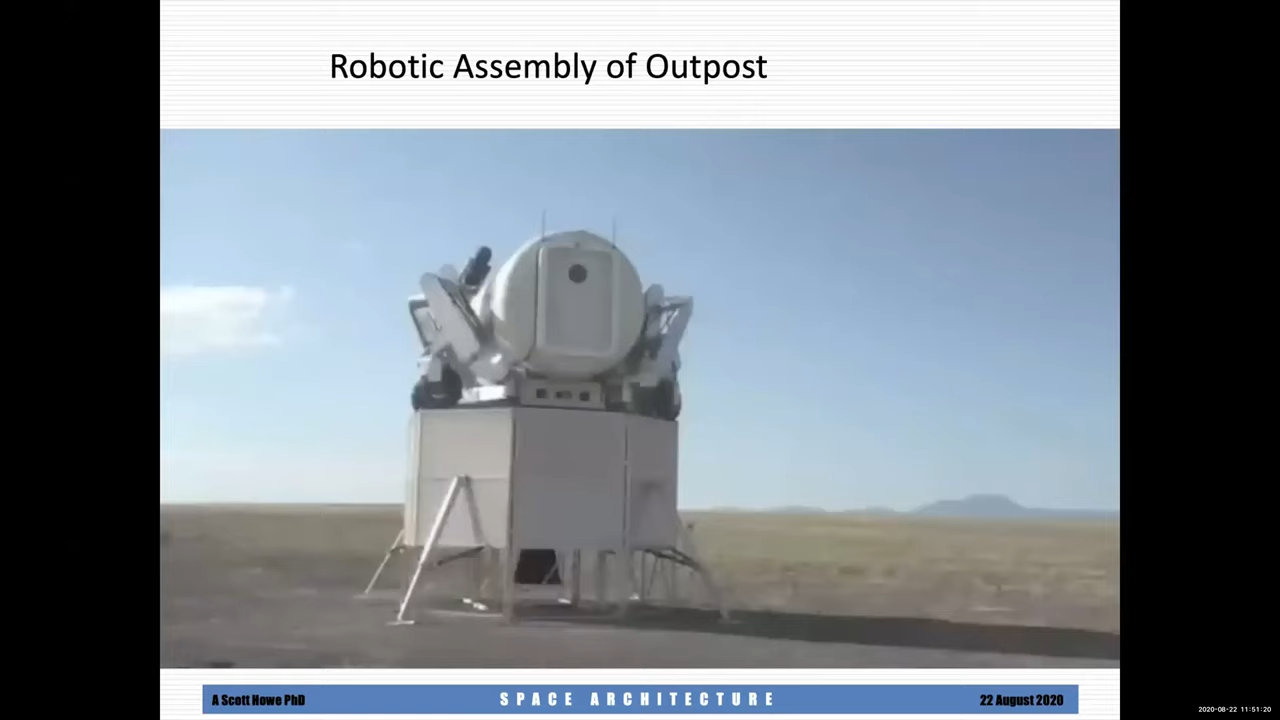 Robotic Assembly of Outpost
A Scott Howe PhD
SPACE ARCHITECTURE
22 August 2020
2020-08-22 11:51:20